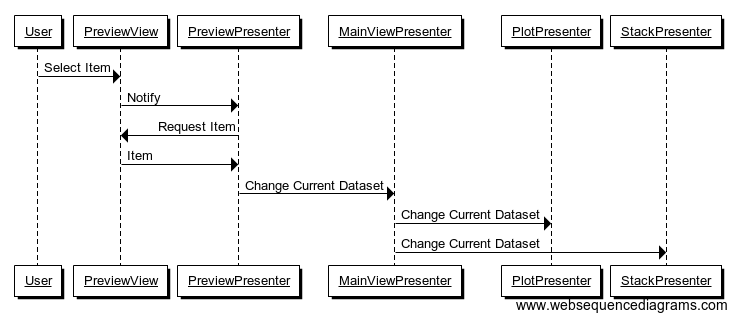 User PreviewView PreviewPresenter MainViewPresenter PlotPresenter StackPresenter
Select Item
Notify
Request Item
Item
Change Current Dataset
Change Current Dataset
Change Current Dataset
User PreviewView PreviewPresenter MainViewPresenter PlotPresenter StackPresenter
www.websequencediagrams.com